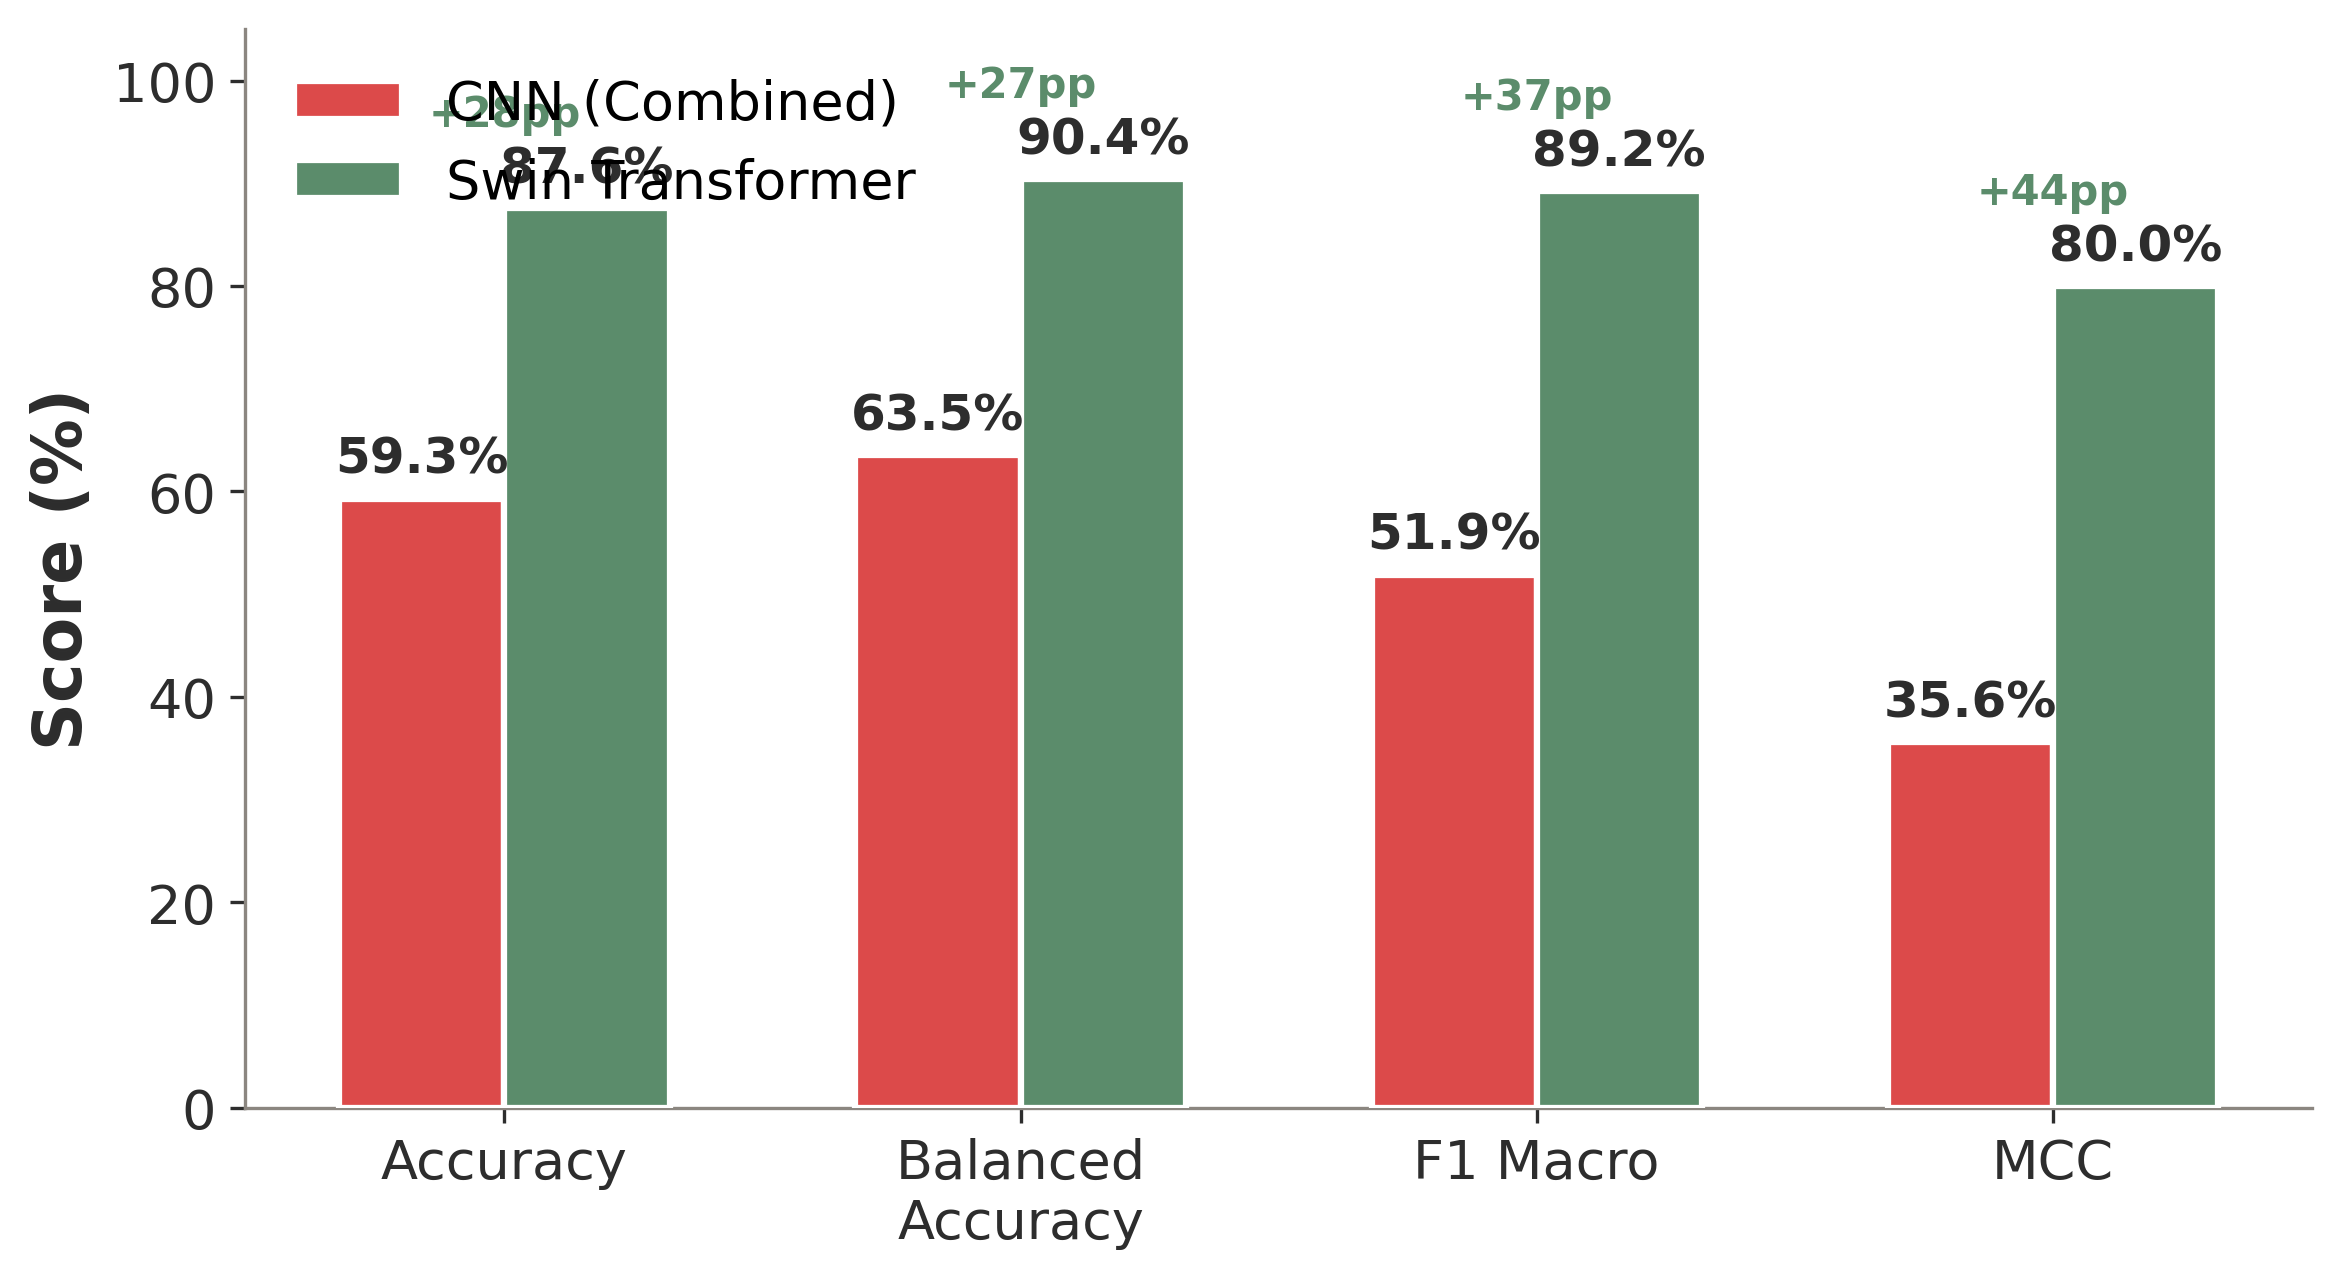 Score (%)
100
80
60
40
20
0
CNN (Combined)
Swin Transformer
+28pp
87.6%
59.3%
+27pp
90.4%
63.5%
+37pp
89.2%
51.9%
+44pp
80.0%
35.6%
Accuracy
Balanced
Accuracy
F1 Macro
MCC